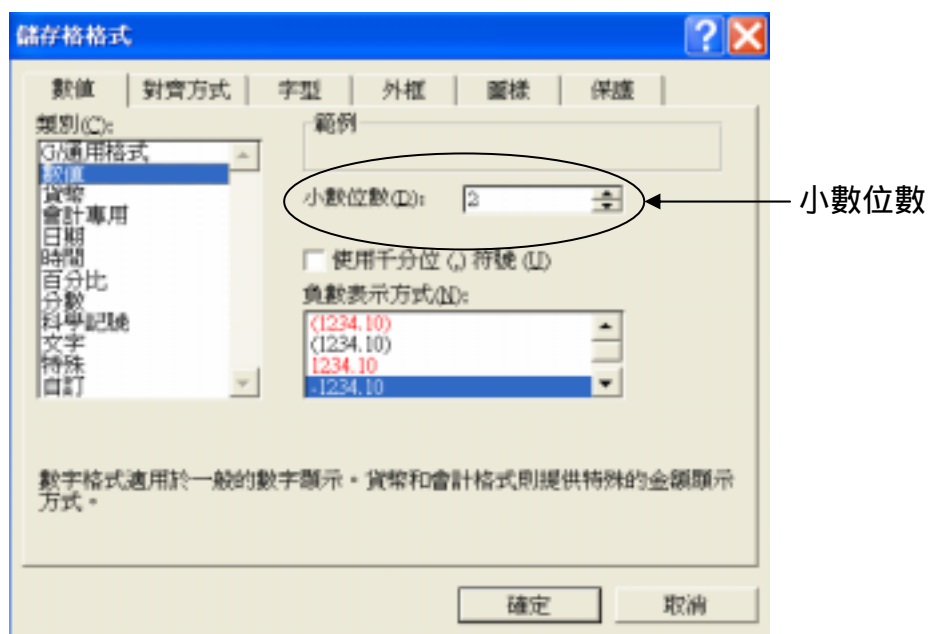 儲存格格式
數值 對齊方式 字型 外框 圖樣 保護
類別(C):
G/通用格式
數值
貨幣
會計專用
日期
時間
百分比
分數
科學記號
文字
特殊
自訂
範例
小數位數(D): 2
小數位數
使用千分位 (,) 符號 (U)
負數表示方式(N):
(1234.10)
(1234.10)
1234.10
-1234.10
數字格式適用於一般的數字顯示。貨幣和會計格式則提供特殊的金額顯示
方式。
確定 取消